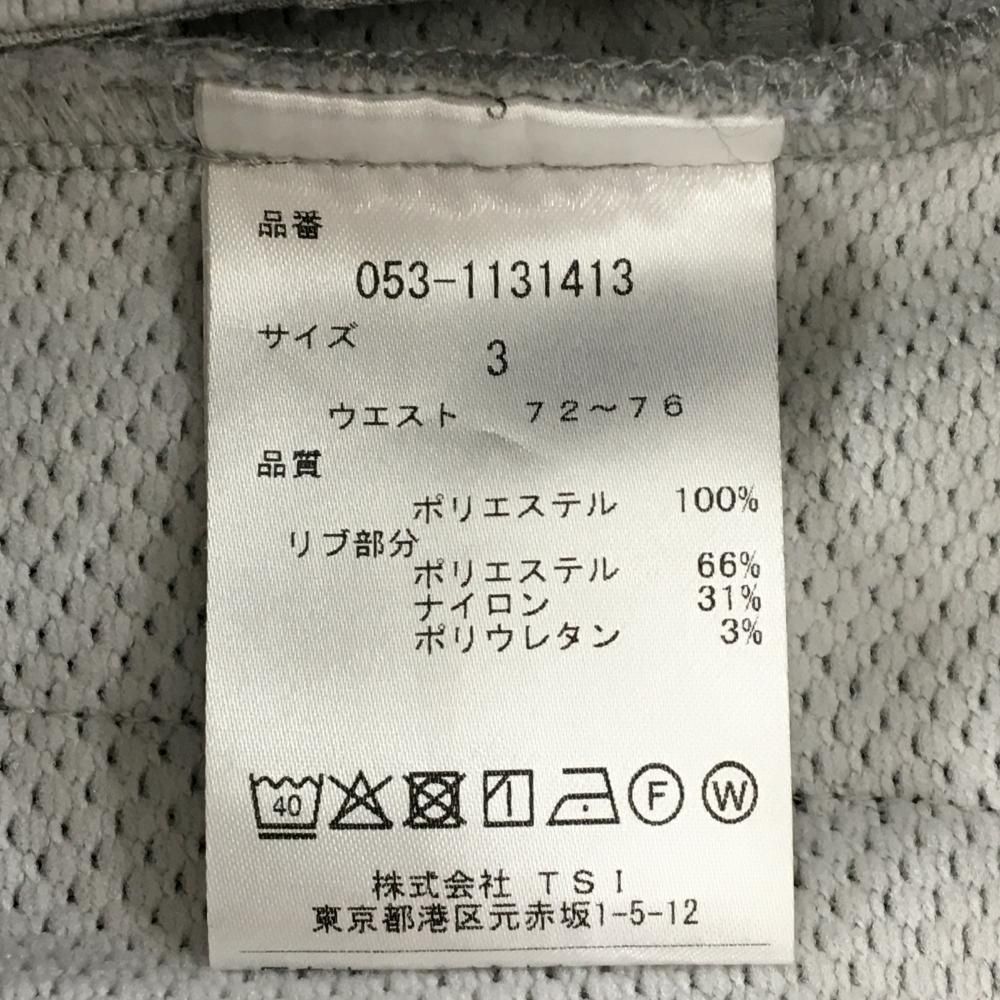 3
品番
053-1131413
サイズ
3
ウエスト 72～76
品質
ポリエステル 100%
リブ部分
ポリエステル 66%
ナイロン 31%
ポリウレタン 3%
40 F W
株式会社 TSI
東京都港区元赤坂1-5-12